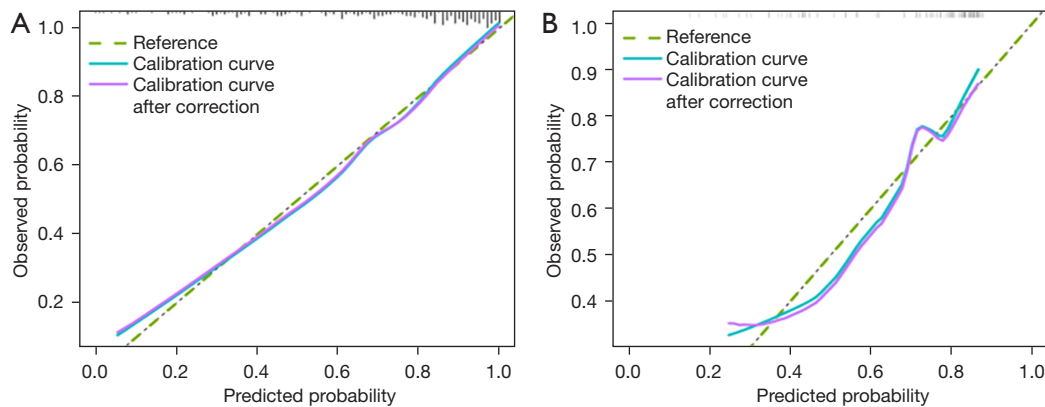 A
Observed probability
1.0
0.8
0.6
0.4
0.2
Reference
Calibration curve
Calibration curve
after correction
0.0 0.2 0.4 0.6 0.8 1.0
Predicted probability
B
Observed probability
1.0
0.9
0.8
0.7
0.6
0.5
0.4
Reference
Calibration curve
Calibration curve
after correction
0.0 0.2 0.4 0.6 0.8 1.0
Predicted probability